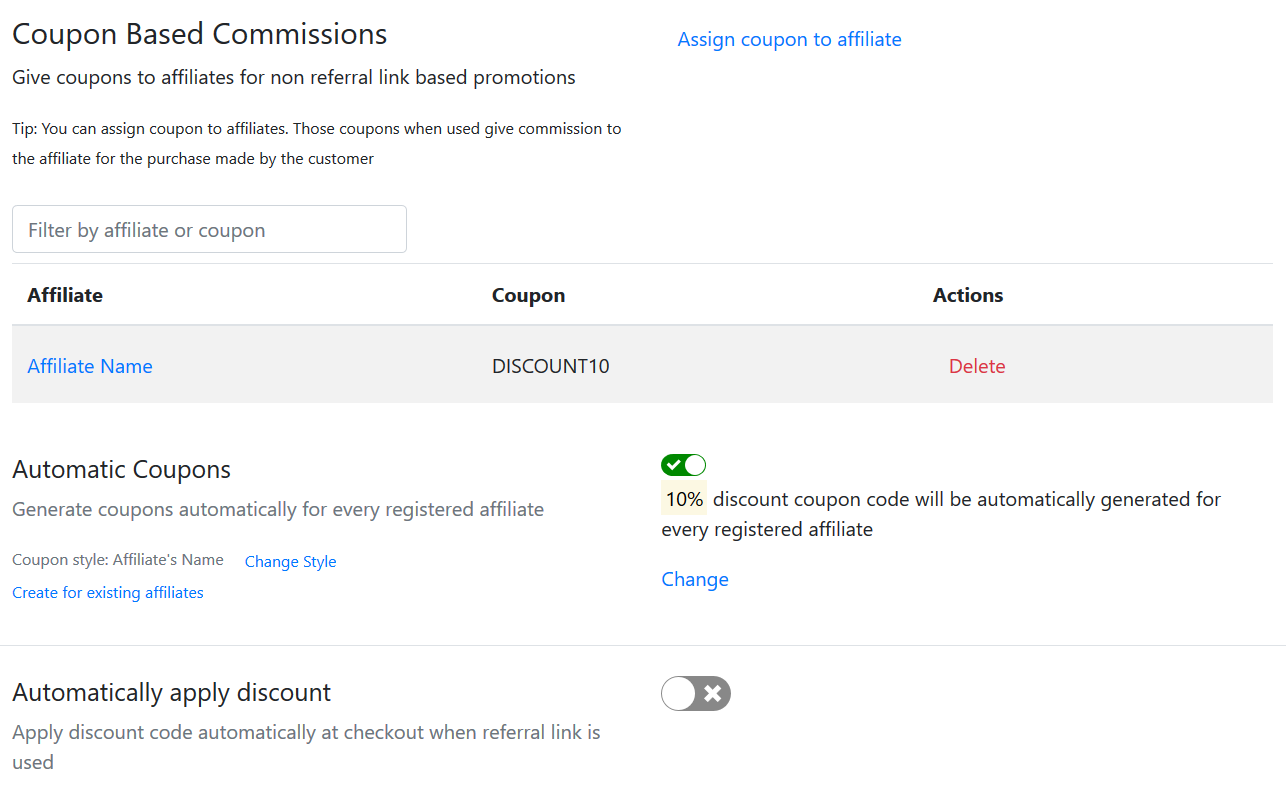 Coupon Based Commissions
Assign coupon to affiliate
Give coupons to affiliates for non referral link based promotions
Tip: You can assign coupon to affiliates. Those coupons when used give commission to
the affiliate for the purchase made by the customer
Filter by affiliate or coupon
Affiliate Coupon Actions
Affiliate Name DISCOUNT10 Delete
Automatic Coupons
Generate coupons automatically for every registered affiliate
Coupon style: Affiliate's Name Change Style
Create for existing affiliates
10% discount coupon code will be automatically generated for
every registered affiliate
Change
Automatically apply discount
Apply discount code automatically at checkout when referral link is
used